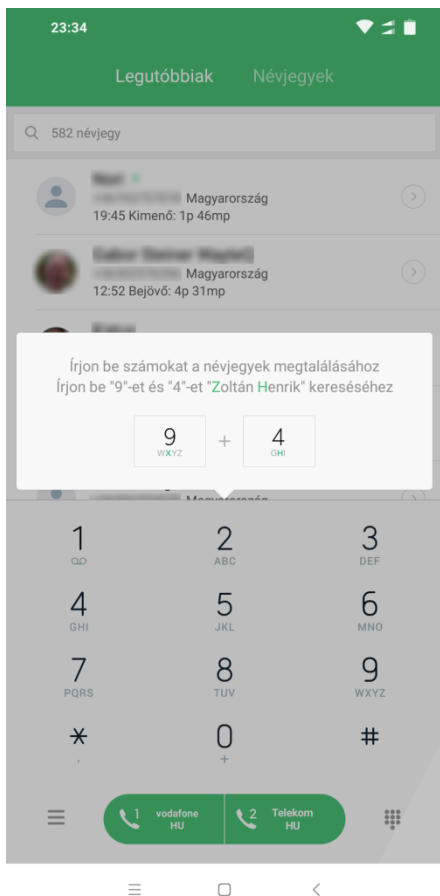 23:34
Legutóbbiak Névjegyek
582 névjegy
Magyarország
19:45 Kimenő: 1p 46mp
Magyarország
12:52 Bejövő: 4p 31mp
Írjon be számokat a névjegyek megtalálásához
Írjon be "9"-et és "4"-et "Zoltán Henrik" kereséséhez
9 + 4
WXYZ GHI
Magyarország
1 2 3
ABC DEF
4 5 6
GHI JKL MNO
7 8 9
PQRS TUV WXYZ
* 0 #
, +
1 vodafone HU 2 Telekom HU